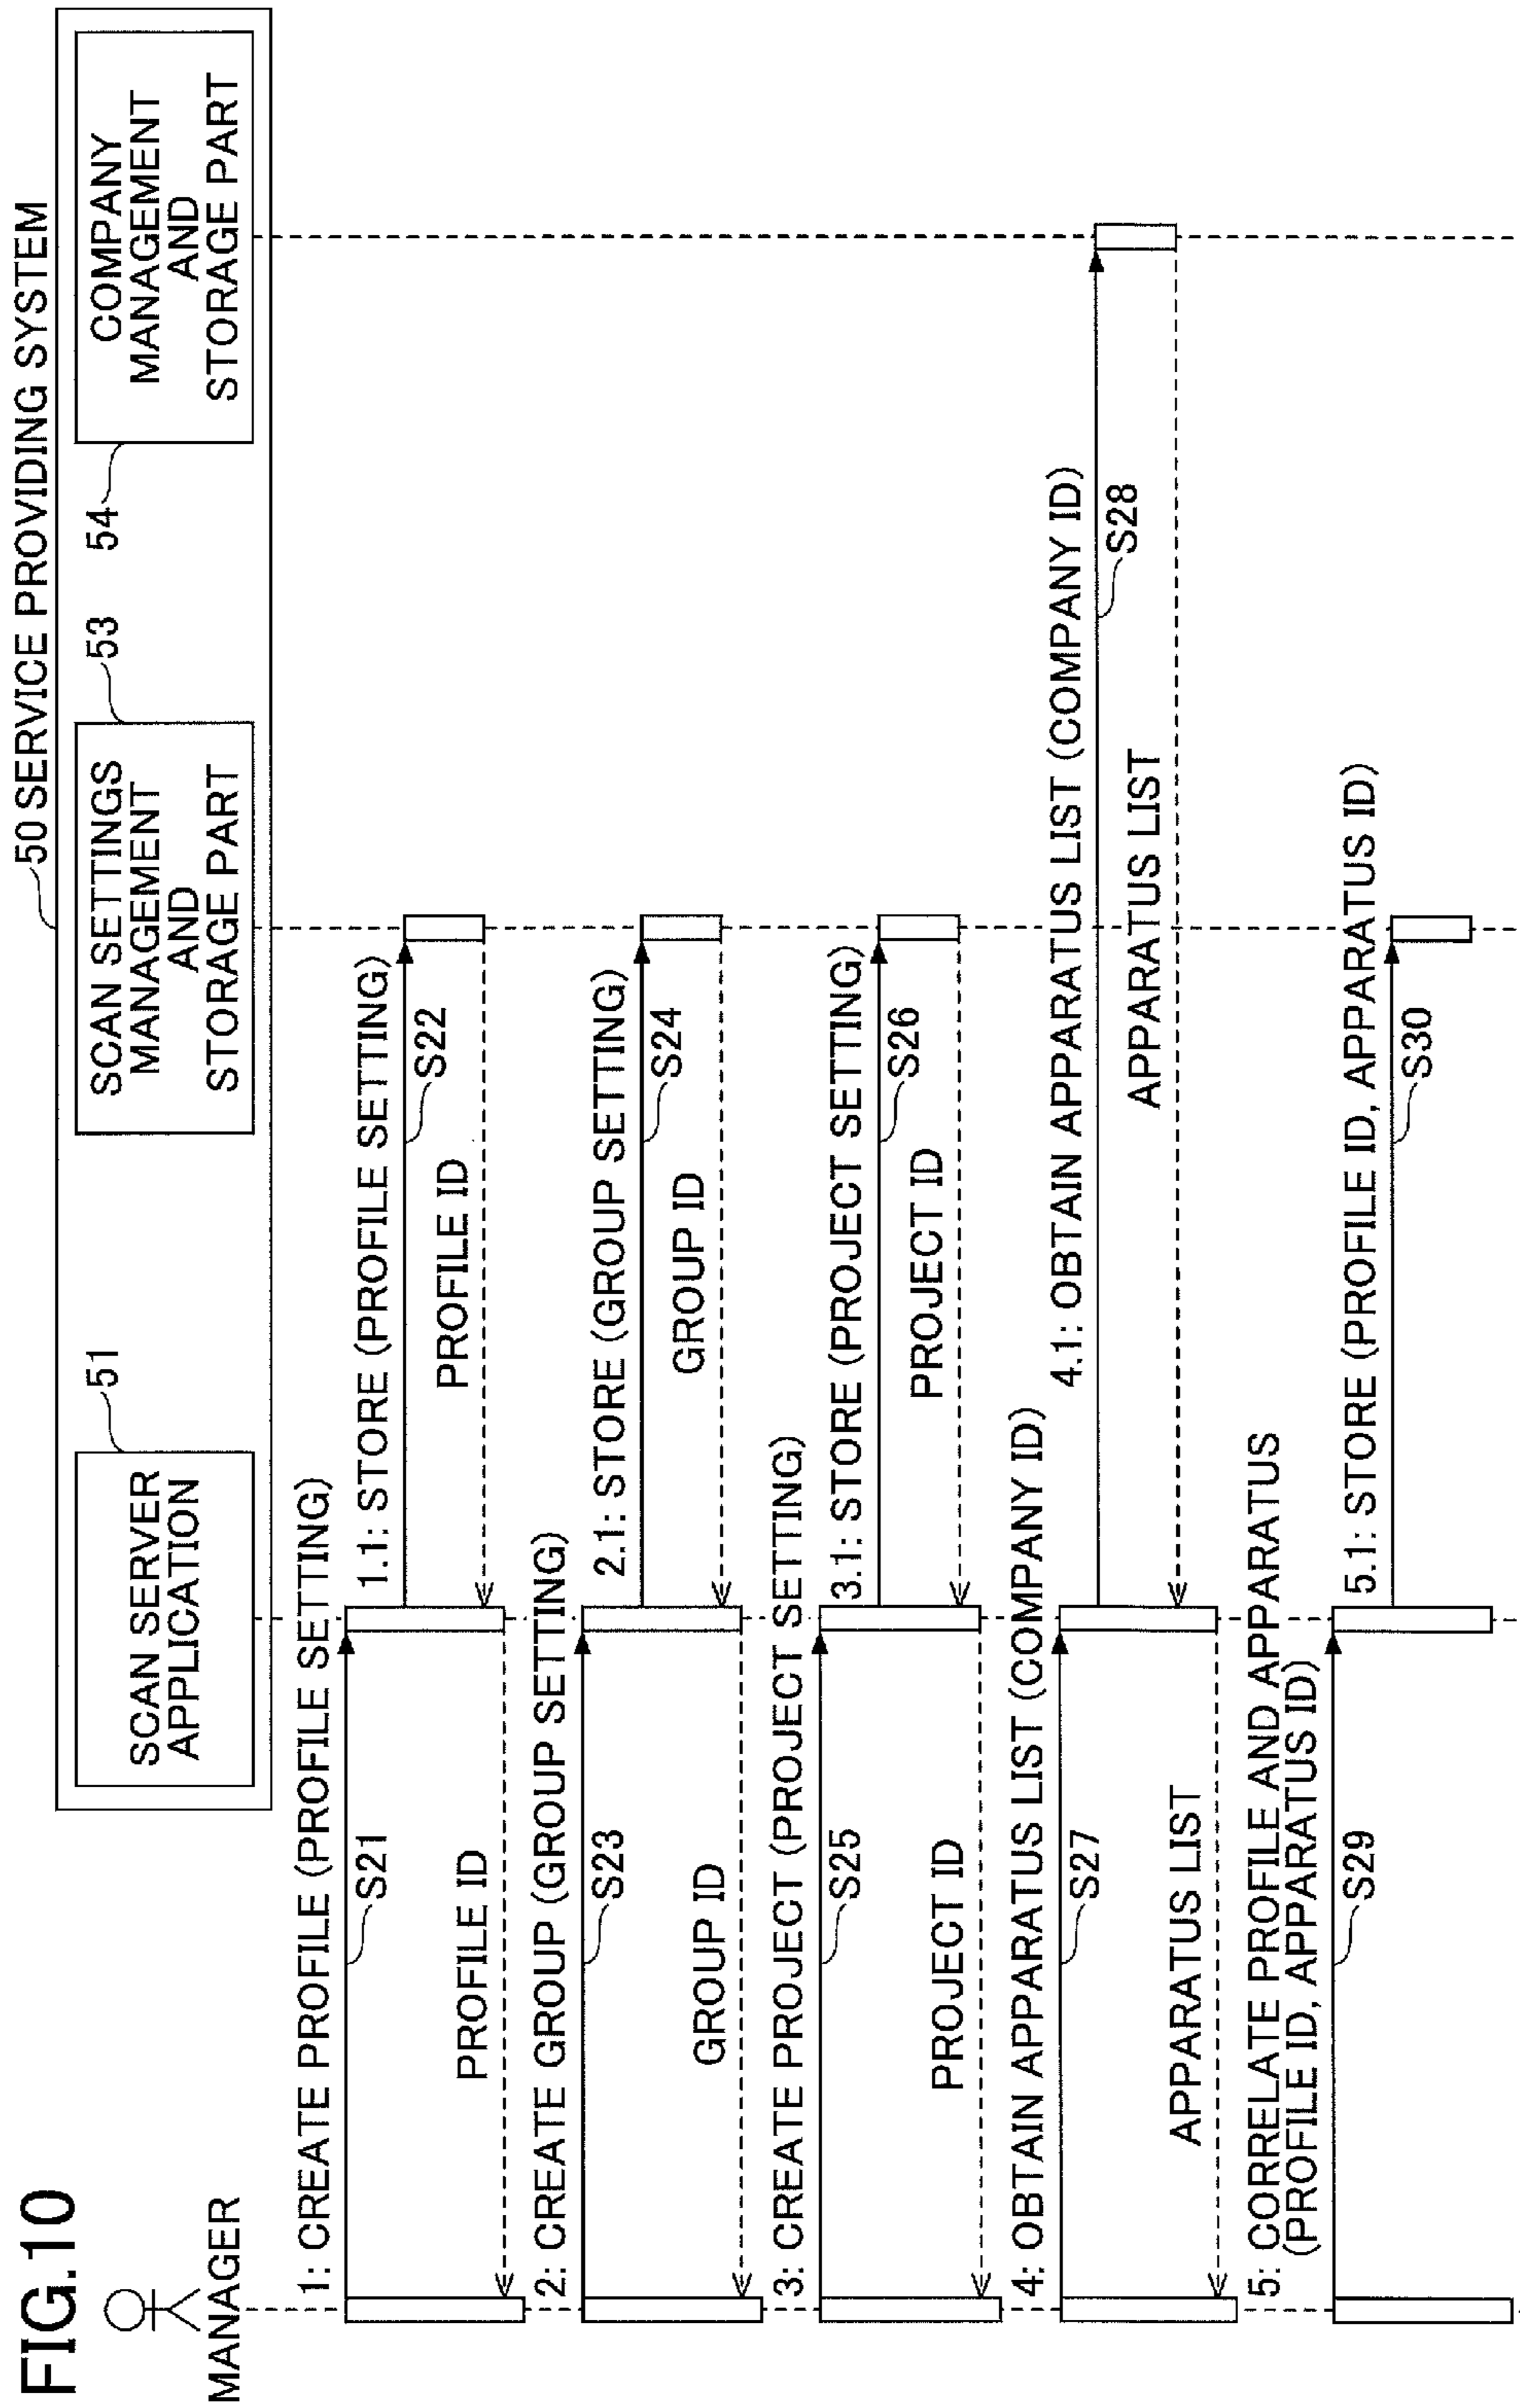 FIG.10
50 SERVICE PROVIDING SYSTEM
MANAGER
51
SCAN SERVER
APPLICATION
53
SCAN SETTINGS
MANAGEMENT
AND
STORAGE PART
54
COMPANY
MANAGEMENT
AND
STORAGE PART
1: CREATE PROFILE (PROFILE SETTING)
S21
1.1: STORE (PROFILE SETTING)
S22
PROFILE ID
PROFILE ID
2: CREATE GROUP (GROUP SETTING)
S23
2.1: STORE (GROUP SETTING)
S24
GROUP ID
GROUP ID
3: CREATE PROJECT (PROJECT SETTING)
S25
3.1: STORE (PROJECT SETTING)
S26
PROJECT ID
PROJECT ID
4: OBTAIN APPARATUS LIST (COMPANY ID)
S27
4.1: OBTAIN APPARATUS LIST (COMPANY ID)
S28
APPARATUS LIST
APPARATUS LIST
5: CORRELATE PROFILE AND APPARATUS
(PROFILE ID, APPARATUS ID)
S29
5.1: STORE (PROFILE ID, APPARATUS ID)
S30